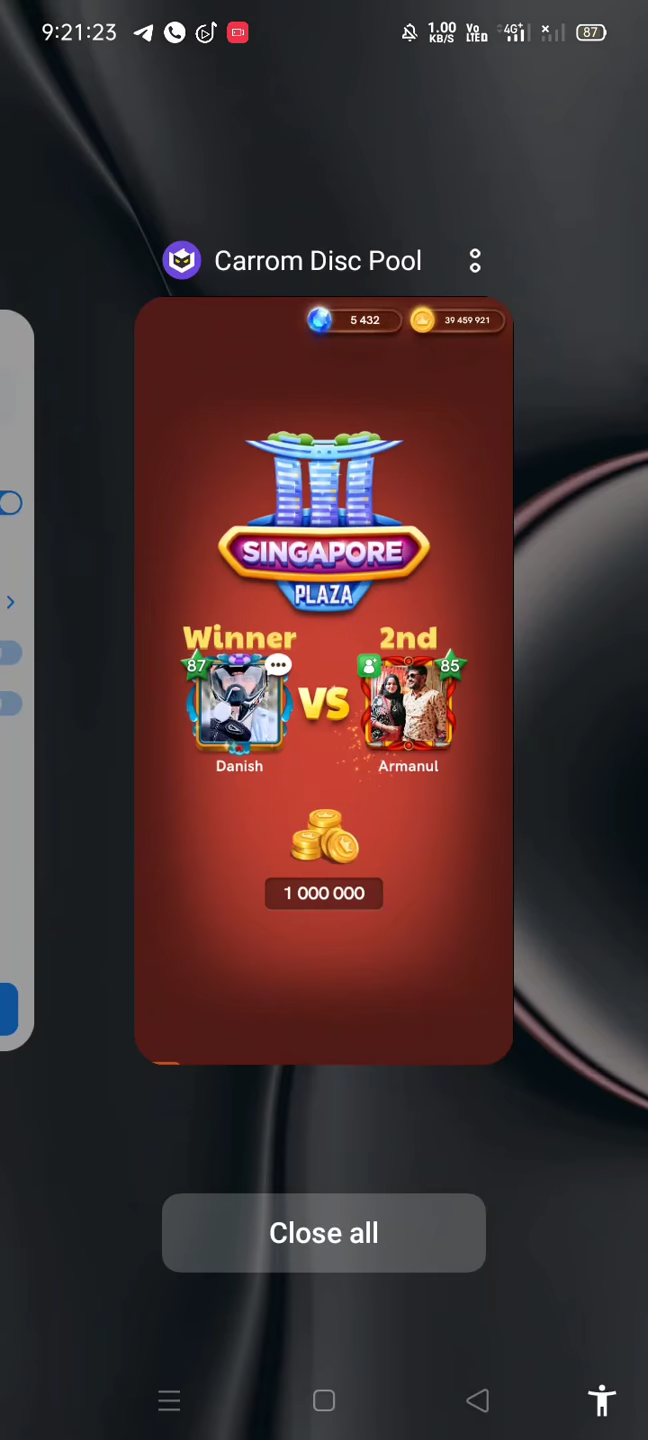 9:21:23
1.00 KB/S
Vo LTED
4G+
87
Carrom Disc Pool
5 432
39 459 921
SINGAPORE
PLAZA
Winner
2nd
87
85
VS
Danish
Armanul
1 000 000
Close all